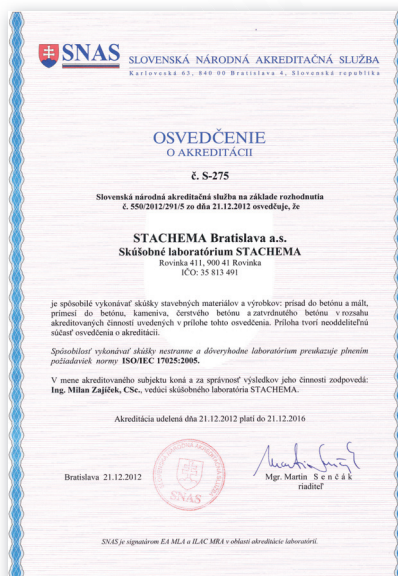 SNAS
SLOVENSKÁ NÁRODNÁ AKREDITAČNÁ SLUŽBA
Karloveská 63, 840 00 Bratislava 4, Slovenská republika
OSVEDČENIE
O AKREDITÁCII
č. S-275
Slovenská národná akreditačná služba na základe rozhodnutia
č. 550/2012/291/5 zo dňa 21.12.2012 osvedčuje, že
STACHEMA Bratislava a.s.
Skúšobné laboratórium STACHEMA
Rovinka 411, 900 41 Rovinka
IČO: 35 813 491
je spôsobilé vykonávať skúšky stavebných materiálov a výrobkov: prísad do betónu a mált,
prímesí do betónu, kameniva, čerstvého betónu a zatvrdnutého betónu v rozsahu
akreditovaných činností uvedených v prílohe tohto osvedčenia. Príloha tvorí neoddeliteľnú
súčasť osvedčenia o akreditácii.
Spôsobilosť vykonávať skúšky nestranne a dôveryhodne laboratórium preukazuje plnením
požiadaviek normy ISO/IEC 17025:2005.
V mene akreditovaného subjektu koná a za správnosť výsledkov jeho činnosti zodpovedá:
Ing. Milan Zajíček, CSc., vedúci skúšobného laboratória STACHEMA.
Akreditácia udelená dňa 21.12.2012 platí do 21.12.2016
Bratislava 21.12.2012
SNAS
Mgr. Martin Senčák
riaditeľ
SNAS je signatárom EA MLA a ILAC MRA v oblasti akreditácie laboratórií.